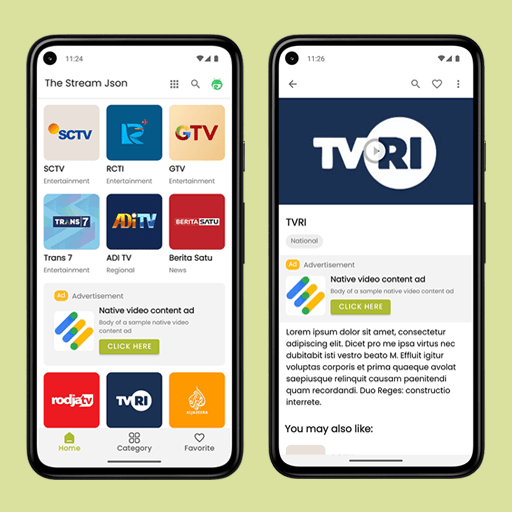 11:24
The Stream Json
SCTV
R
GTV
SCTV
RCTI
GTV
Entertainment
Entertainment
Entertainment
TRANS 7
ADiTV
BERITA SATU
Trans 7
ADI TV
Berita Satu
Entertainment
Regional
News
Ad
Advertisement
Native video content ad
Body of a sample native video
content ad
CLICK HERE
rodja tv
TVRI
ALJAZEERA
Home
Category
Favorite
11:26
TVRI
TVRI
National
Ad
Advertisement
Native video content ad
Body of a sample native video content ad
CLICK HERE
Lorem ipsum dolor sit amet, consectetur
adipiscing elit. Dicet pro me ipsa virtus nec
dubitabit isti vestro beato M. Efflluit igitur
voluptas corporis et prima quaeque avolat
saepiusque relinquit causam paenitendi
quam recordandi. Duo Reges: constructio
interrete.
You may also like: